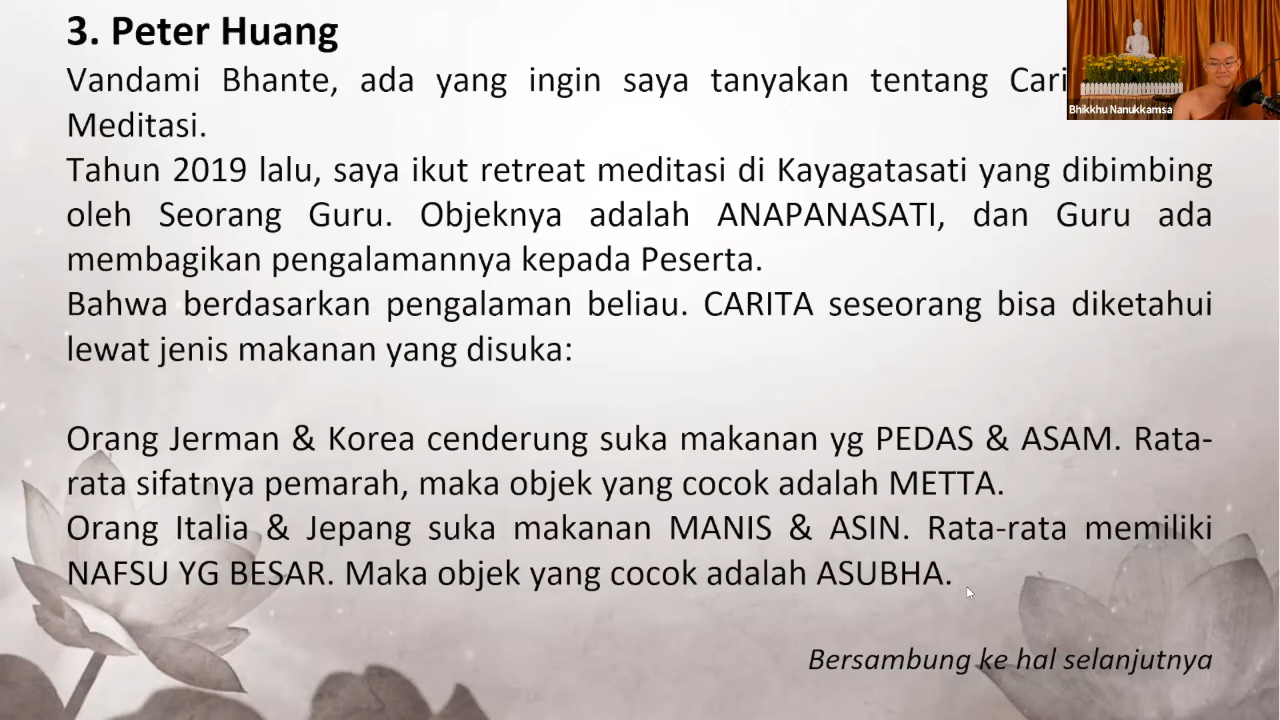 3. Peter Huang
Vandami Bhante, ada yang ingin saya tanyakan tentang
Meditasi.
Tahun 2019 lalu, saya ikut retreat meditasi di Kayagatasati yang dibimbing
oleh Seorang Guru. Objeknya adalah ANAPANASATI, dan Guru ada
membagikan pengalamannya kepada Peserta.
Bahwa berdasarkan pengalaman beliau. CARITA seseorang bisa diketahui
lewat jenis makanan yang disuka:
Orang Jerman & Korea cenderung suka makanan yg PEDAS & ASAM. Rata-
rata sifatnya pemarah, maka objek yang cocok adalah METTA.
Orang Italia & Jepang suka makanan MANIS & ASIN. Rata-rata memiliki
NAFSU YG BESAR. Maka objek yang cocok adalah ASUBHA.
Bersambung ke hal selanjutnya
Bhikkhu Nanukkamsa